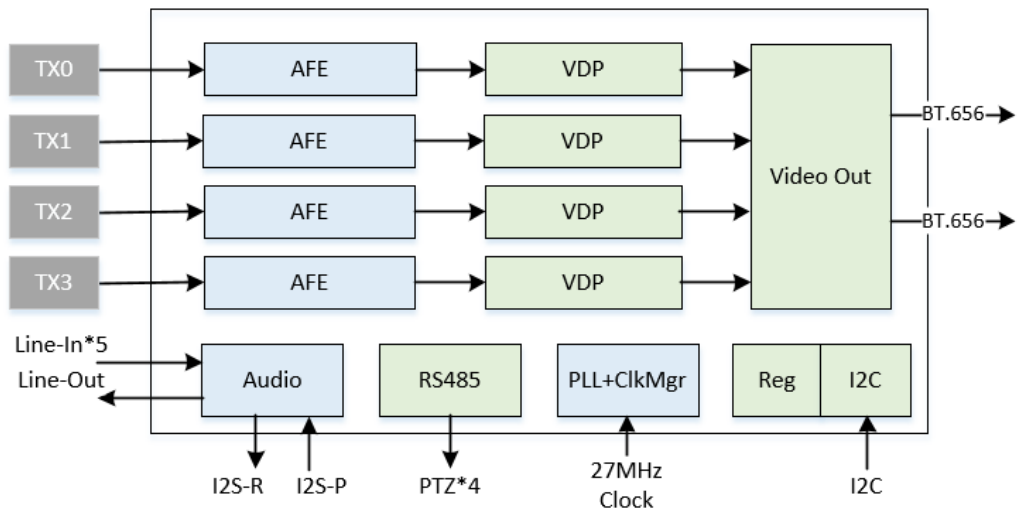 TX0
AFE
VDP
TX1
AFE
VDP
TX2
AFE
VDP
TX3
AFE
VDP
Video Out
BT.656
BT.656
Line-In*5
Line-Out
Audio
RS485
PLL+ClkMgr
Reg
I2C
I2S-R
I2S-P
PTZ*4
27MHz
Clock
I2C